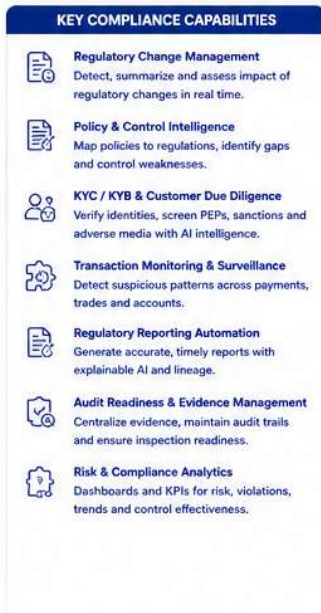 KEY COMPLIANCE CAPABILITIES
Regulatory Change Management
Detect, summarize and assess impact of
regulatory changes in real time.
Policy & Control Intelligence
Map policies to regulations, identify gaps
and control weaknesses.
KYC / KYB & Customer Due Diligence
Verify identities, screen PEPs, sanctions and
adverse media with AI intelligence.
Transaction Monitoring & Surveillance
Detect suspicious patterns across payments,
trades and accounts.
Regulatory Reporting Automation
Generate accurate, timely reports with
explainable AI and lineage.
Audit Readiness & Evidence Management
Centralize evidence, maintain audit trails
and ensure inspection readiness.
Risk & Compliance Analytics
Dashboards and KPIs for risk, violations,
trends and control effectiveness.